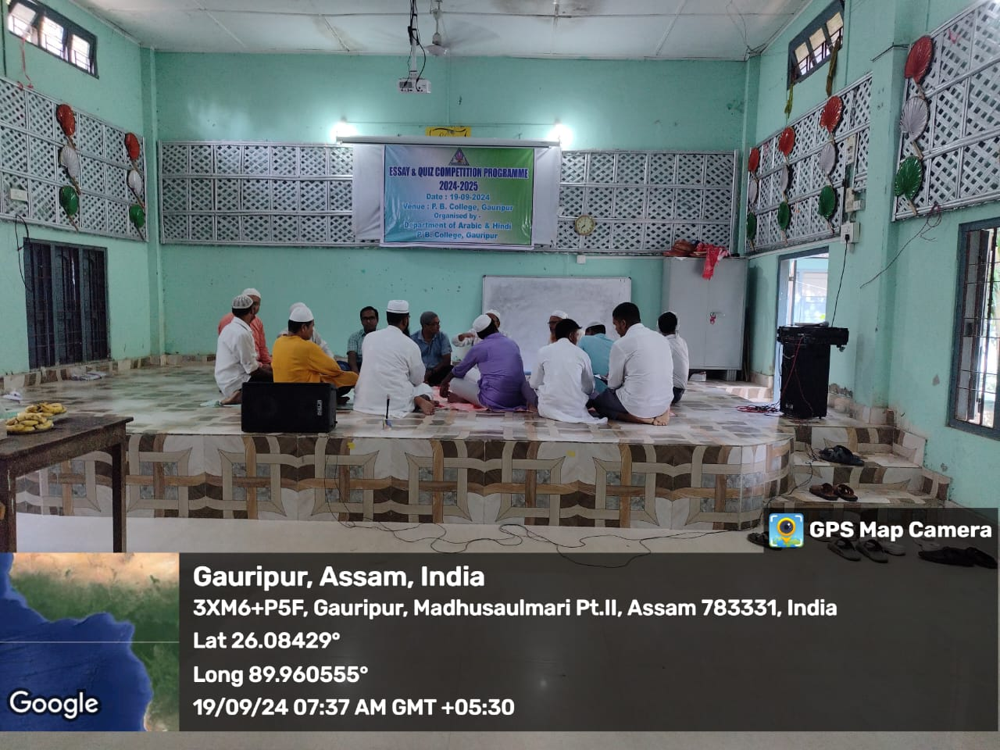 ESSAY & QUIZ COMPETITION PROGRAMME
2024-2025
Date : 19-09-2024
Venue : P. B. College, Gauripur
Organised by -
Department of Arabic & Hindi
P. B. College, Gauripur
GPS Map Camera
Gauripur, Assam, India
3XM6+P5F, Gauripur, Madhusaulmari Pt.II, Assam 783331, India
Lat 26.08429°
Long 89.960555°
19/09/24 07:37 AM GMT +05:30
Google